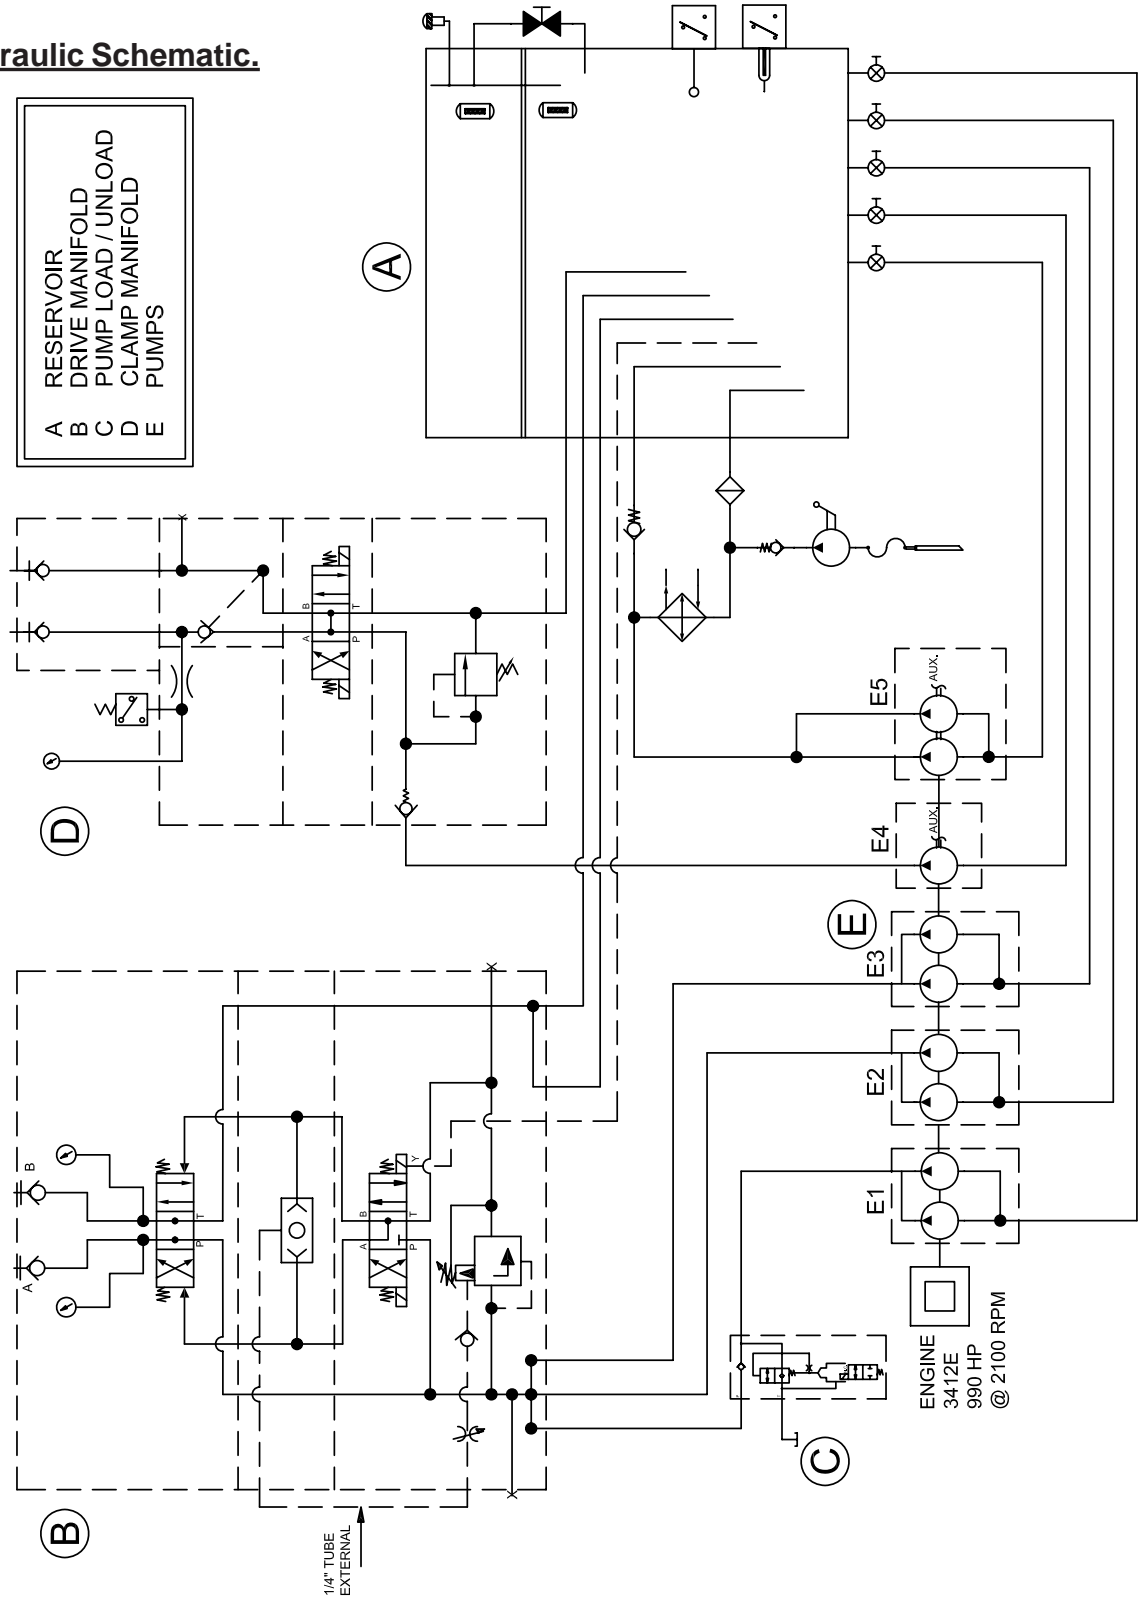 raulic Schematic.
A RESERVOIR
B DRIVE MANIFOLD
C PUMP LOAD / UNLOAD
D CLAMP MANIFOLD
E PUMPS
A
D
B
A
T
P
E5
AUX.
E4
AUX.
E
E3
E2
E1
B
A
T
P
B
A
T
P
Y
ENGINE
3412E
990 HP
@ 2100 RPM
C
B
1/4" TUBE
EXTERNAL